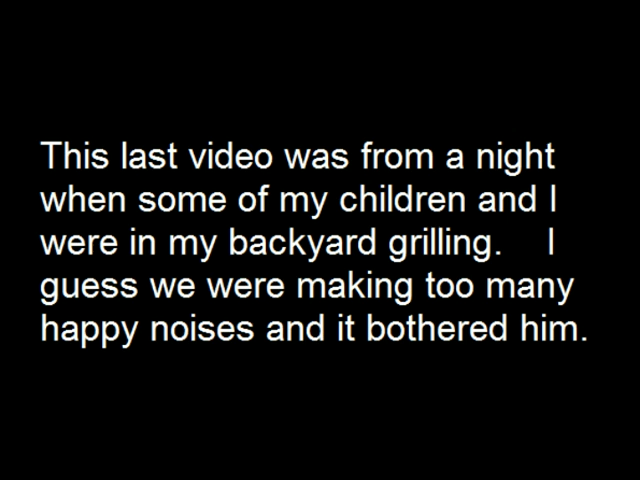 This last video was from a night
when some of my children and I
were in my backyard grilling.    I
guess we were making too many
happy noises and it bothered him.